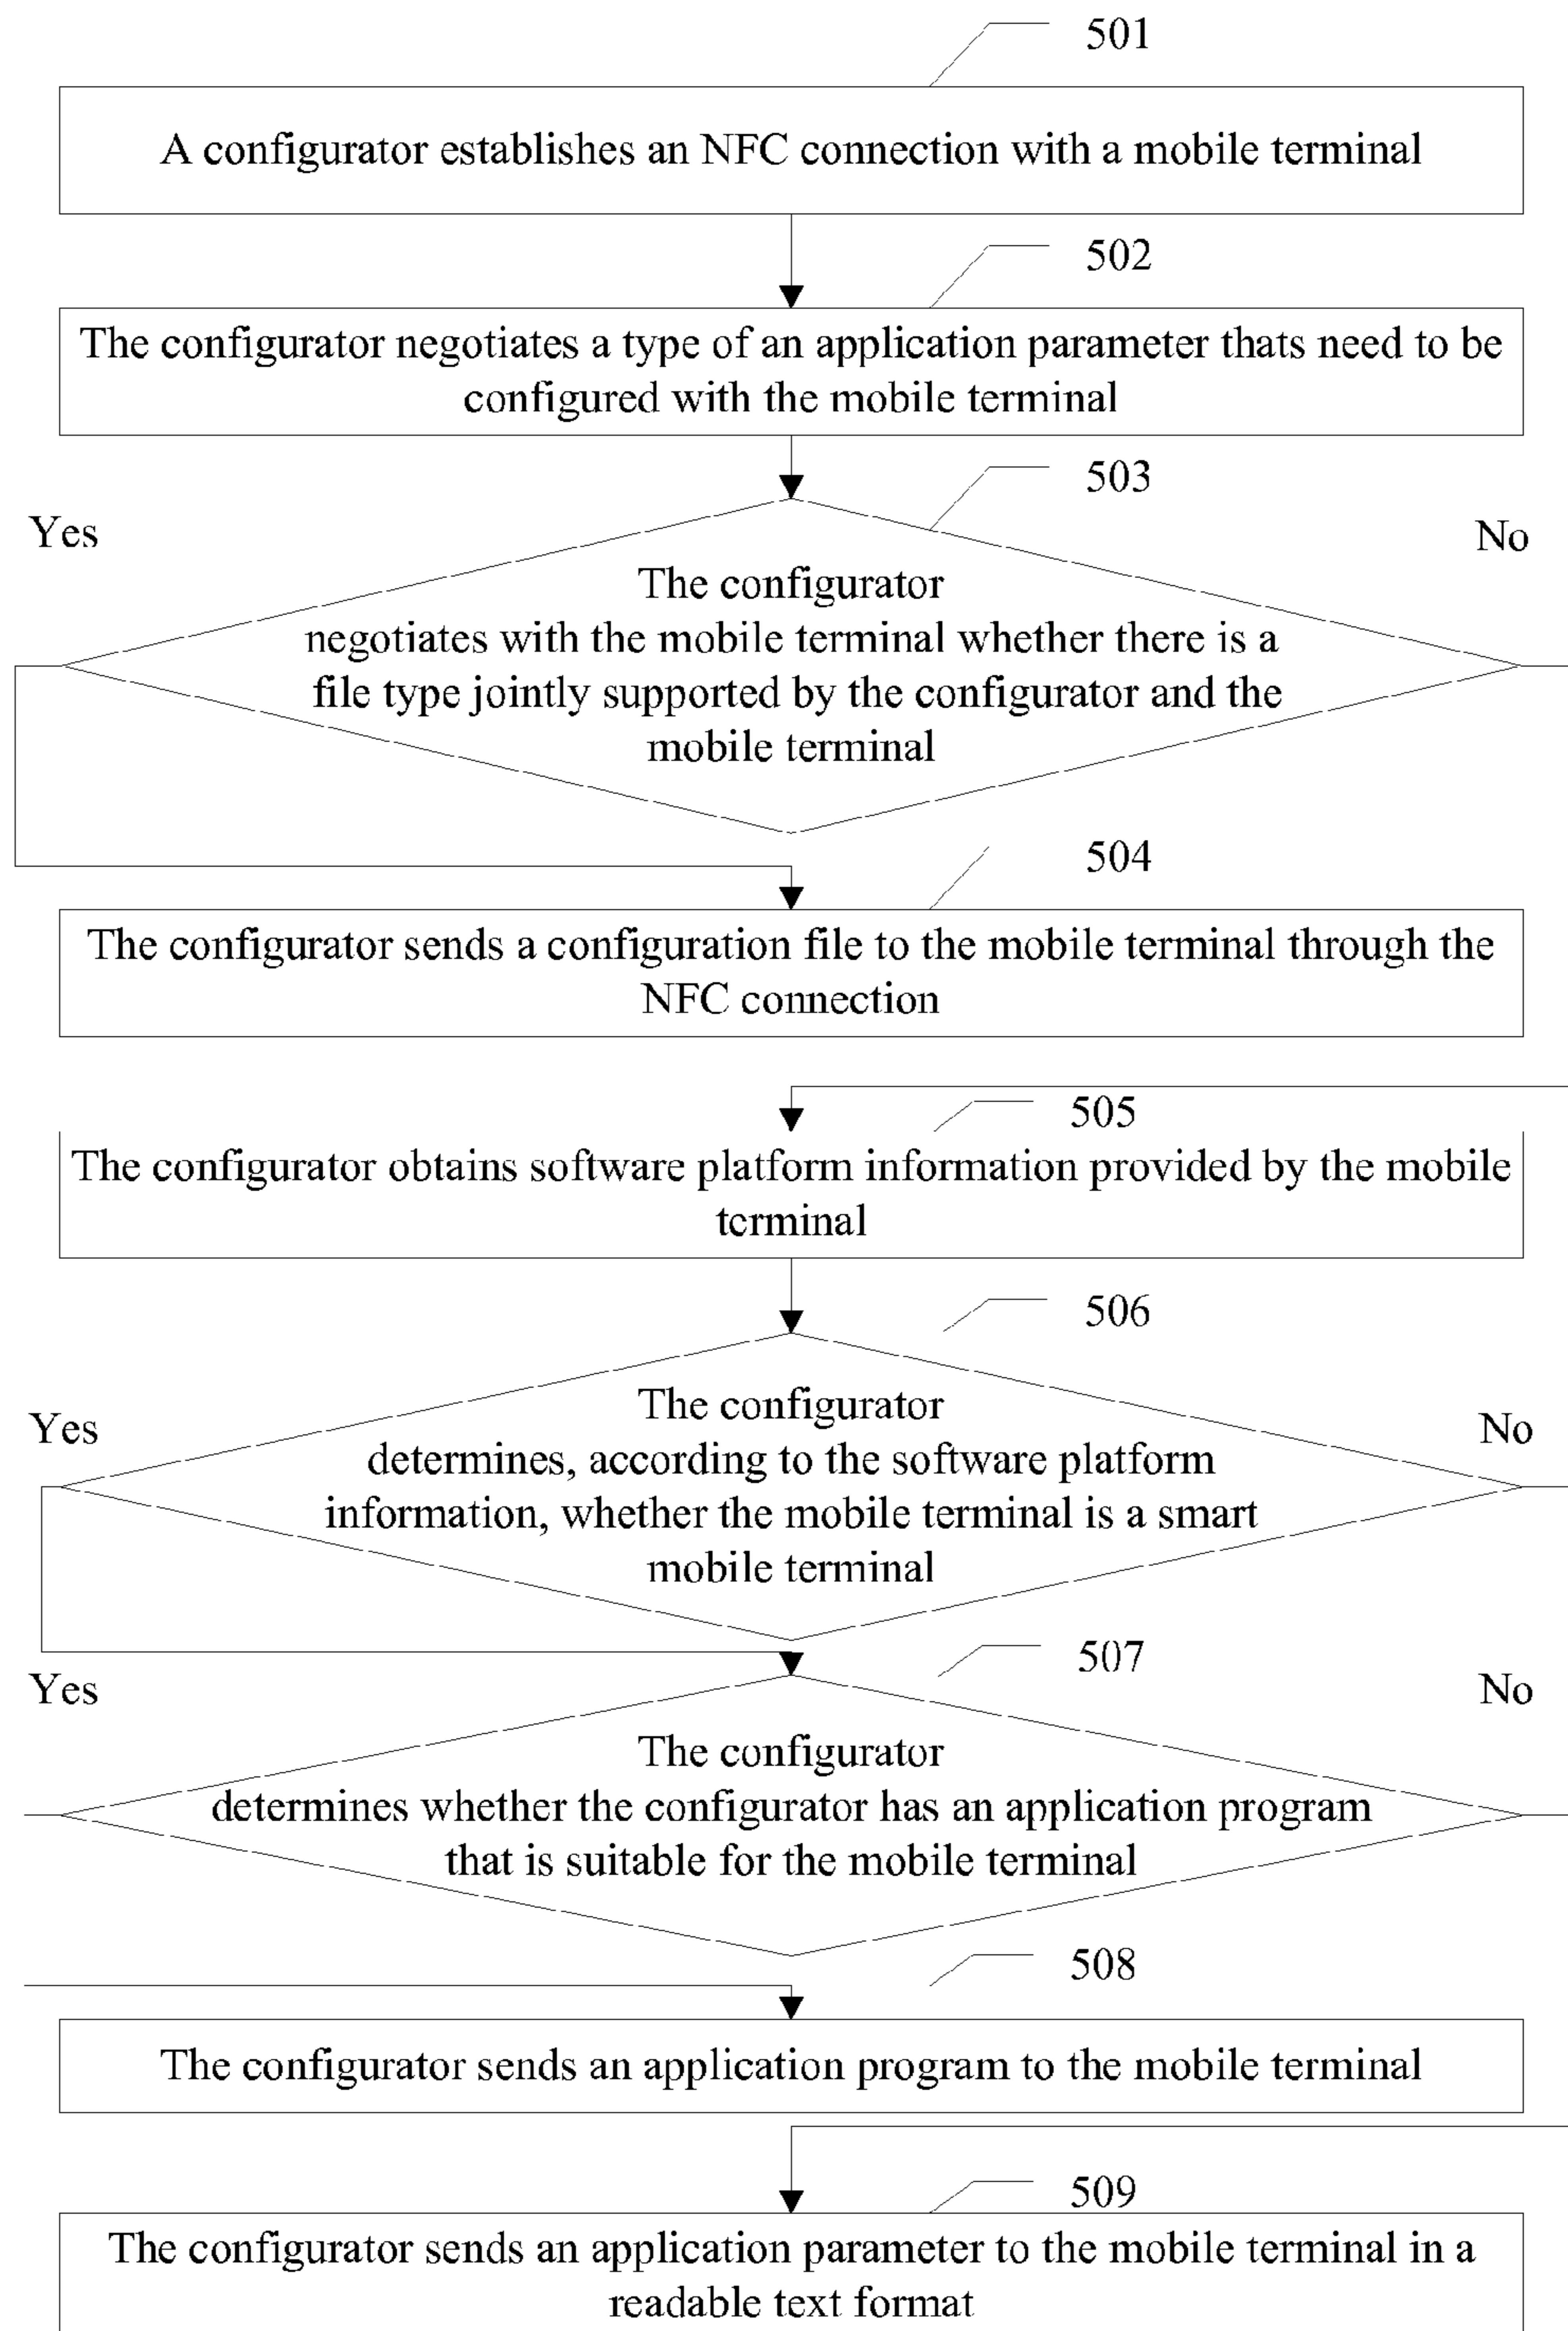 501
A configurator establishes an NFC connection with a mobile terminal
502
The configurator negotiates a type of an application parameter thats need to be
configured with the mobile terminal
503
Yes
No
The configurator
negotiates with the mobile terminal whether there is a
file type jointly supported by the configurator and the
mobile terminal
504
The configurator sends a configuration file to the mobile terminal through the
NFC connection
505
The configurator obtains software platform information provided by the mobile
terminal
506
Yes
No
The configurator
determines, according to the software platform
information, whether the mobile terminal is a smart
mobile terminal
507
Yes
No
The configurator
determines whether the configurator has an application program
that is suitable for the mobile terminal
508
The configurator sends an application program to the mobile terminal
509
The configurator sends an application parameter to the mobile terminal in a
readable text format